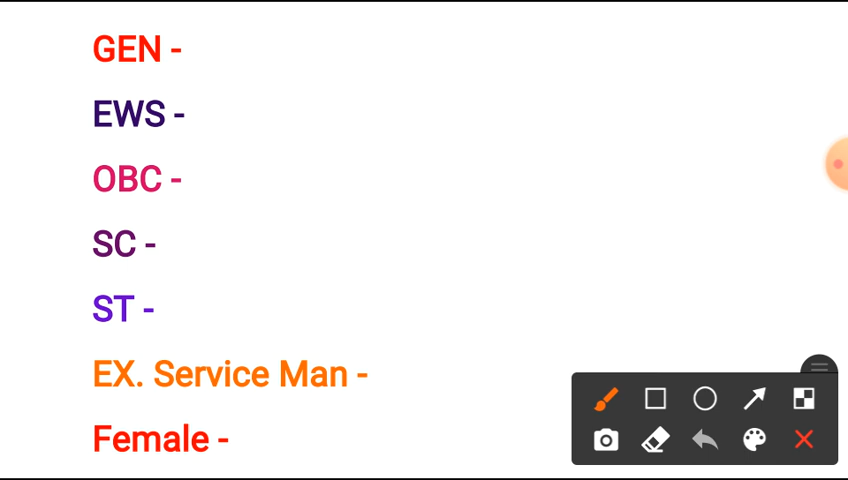 GEN -
EWS -
OBC -
SC -
ST -
EX. Service Man -
Female -